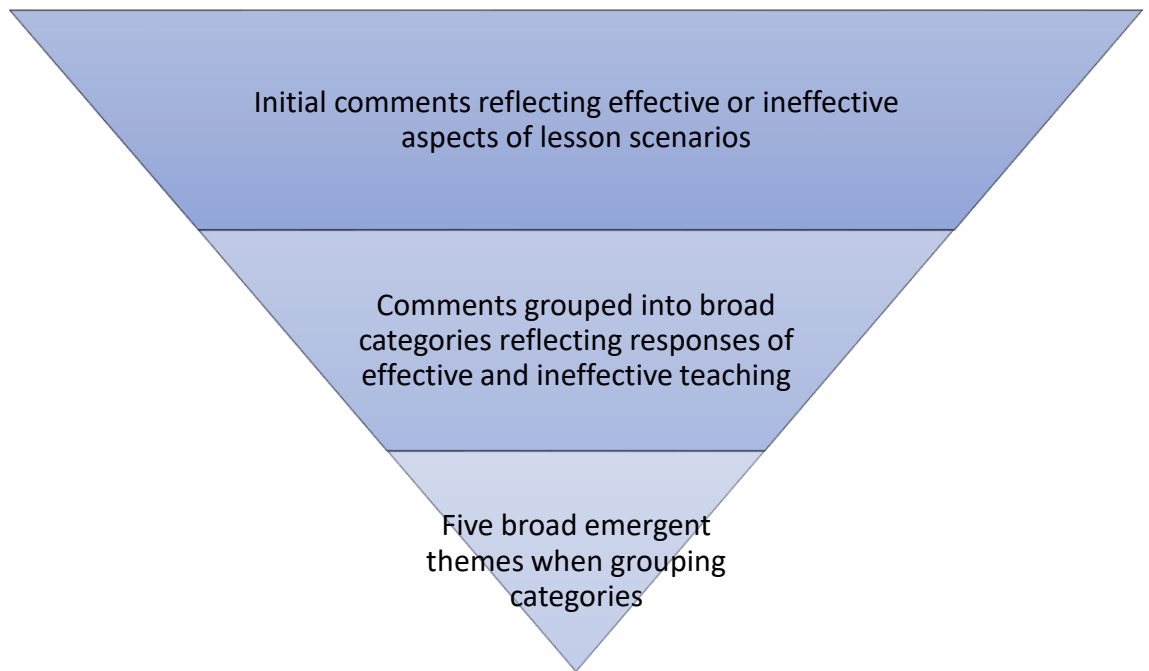 Initial comments reflecting effective or ineffective
aspects of lesson scenarios
Comments grouped into broad
categories reflecting responses of
effective and ineffective teaching
Five broad emergent
themes when grouping
categories